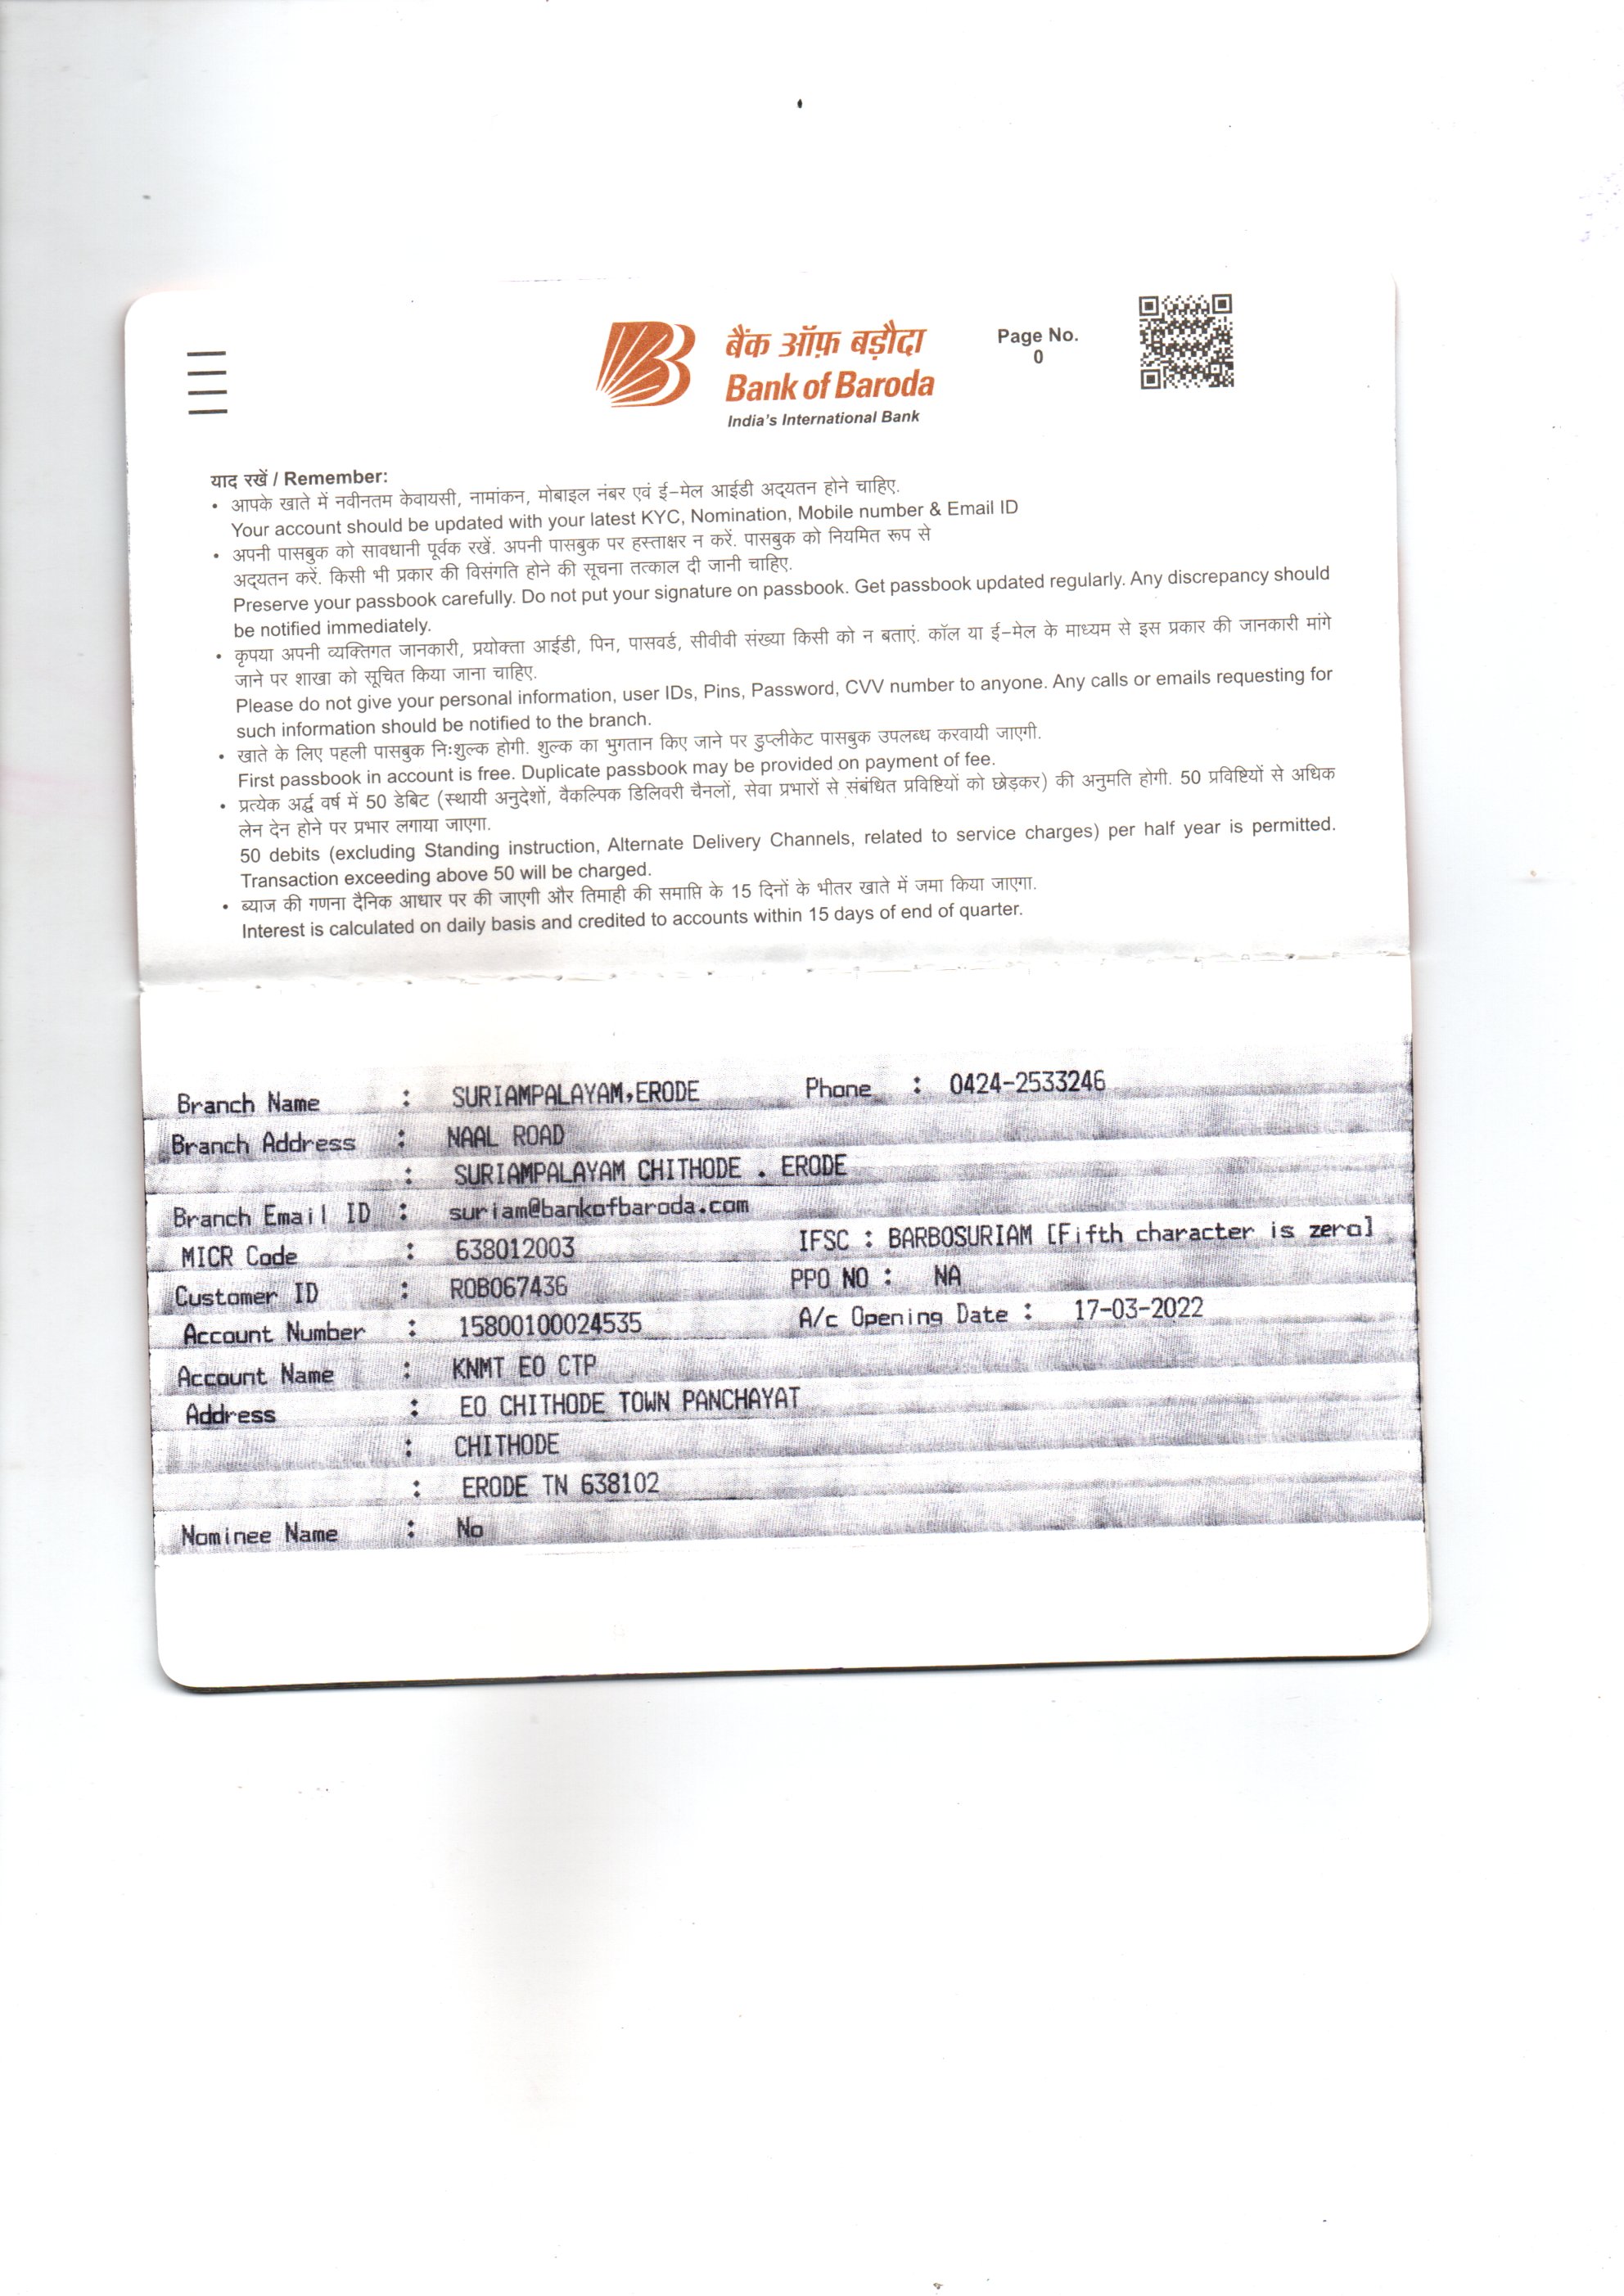 बैंक ऑफ़ बड़ौदा
Bank of Baroda
India's International Bank
Page No.
0
याद रखें / Remember:
• आपके खाते में नवीनतम केवायसी, नामांकन, मोबाइल नंबर एवं ई-मेल आईडी अद्यतन होने चाहिए.
Your account should be updated with your latest KYC, Nomination, Mobile number & Email ID
• अपनी पासबुक को सावधानी पूर्वक रखें. अपनी पासबुक पर हस्ताक्षर न करें. पासबुक को नियमित रूप से
अद्यतन करें. किसी भी प्रकार की विसंगति होने की सूचना तत्काल दी जानी चाहिए.
Preserve your passbook carefully. Do not put your signature on passbook. Get passbook updated regularly. Any discrepancy should
be notified immediately.
• कृपया अपनी व्यक्तिगत जानकारी, प्रयोक्ता आईडी, पिन, पासवर्ड, सीवीवी संख्या किसी को न बताएं. कॉल या ई-मेल के माध्यम से इस प्रकार की जानकारी मांगे
जाने पर शाखा को सूचित किया जाना चाहिए.
Please do not give your personal information, user IDs, Pins, Password, CVV number to anyone. Any calls or emails requesting for
such information should be notified to the branch.
• खाते के लिए पहली पासबुक निःशुल्क होगी. शुल्क का भुगतान किए जाने पर डुप्लीकेट पासबुक उपलब्ध करवायी जाएगी.
First passbook in account is free. Duplicate passbook may be provided on payment of fee.
• प्रत्येक अर्द्ध वर्ष में 50 डेबिट (स्थायी अनुदेशों, वैकल्पिक डिलिवरी चैनलों, सेवा प्रभारों से संबंधित प्रविष्टियों को छोड़कर) की अनुमति होगी. 50 प्रविष्टियों से अधिक
लेन देन होने पर प्रभार लगाया जाएगा.
50 debits (excluding Standing instruction, Alternate Delivery Channels, related to service charges) per half year is permitted.
Transaction exceeding above 50 will be charged.
• ब्याज की गणना दैनिक आधार पर की जाएगी और तिमाही की समाप्ति के 15 दिनों के भीतर खाते में जमा किया जाएगा.
Interest is calculated on daily basis and credited to accounts within 15 days of end of quarter.
Branch Name : SURIAMPALAYAM,ERODE Phone : 0424-2533246
Branch Address : NAAL ROAD
: SURIAMPALAYAM CHITHODE . ERODE
Branch Email ID : suriam@bankofbaroda.com
MICR Code : 638012003 IFSC : BARB0SURIAM [Fifth character is zero]
Customer ID : ROB067436 PPO NO : NA
Account Number : 15800100024535 A/c Opening Date : 17-03-2022
Account Name : KNMT EO CTP
Address : EO CHITHODE TOWN PANCHAYAT
: CHITHODE
: ERODE TN 638102
Nominee Name : No